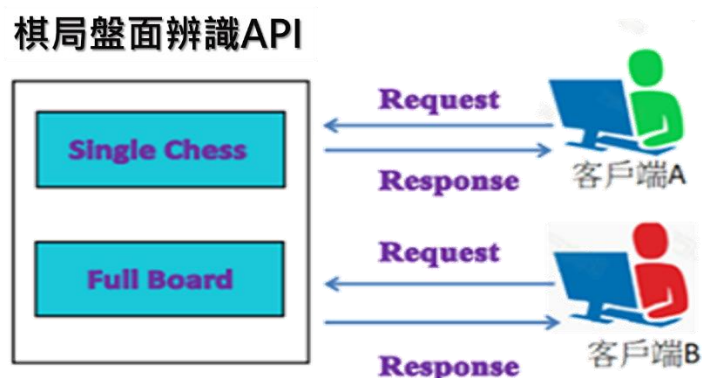 棋局盤面辨識API
Single Chess
Full Board
Request
Response
客戶端A
Request
Response
客戶端B